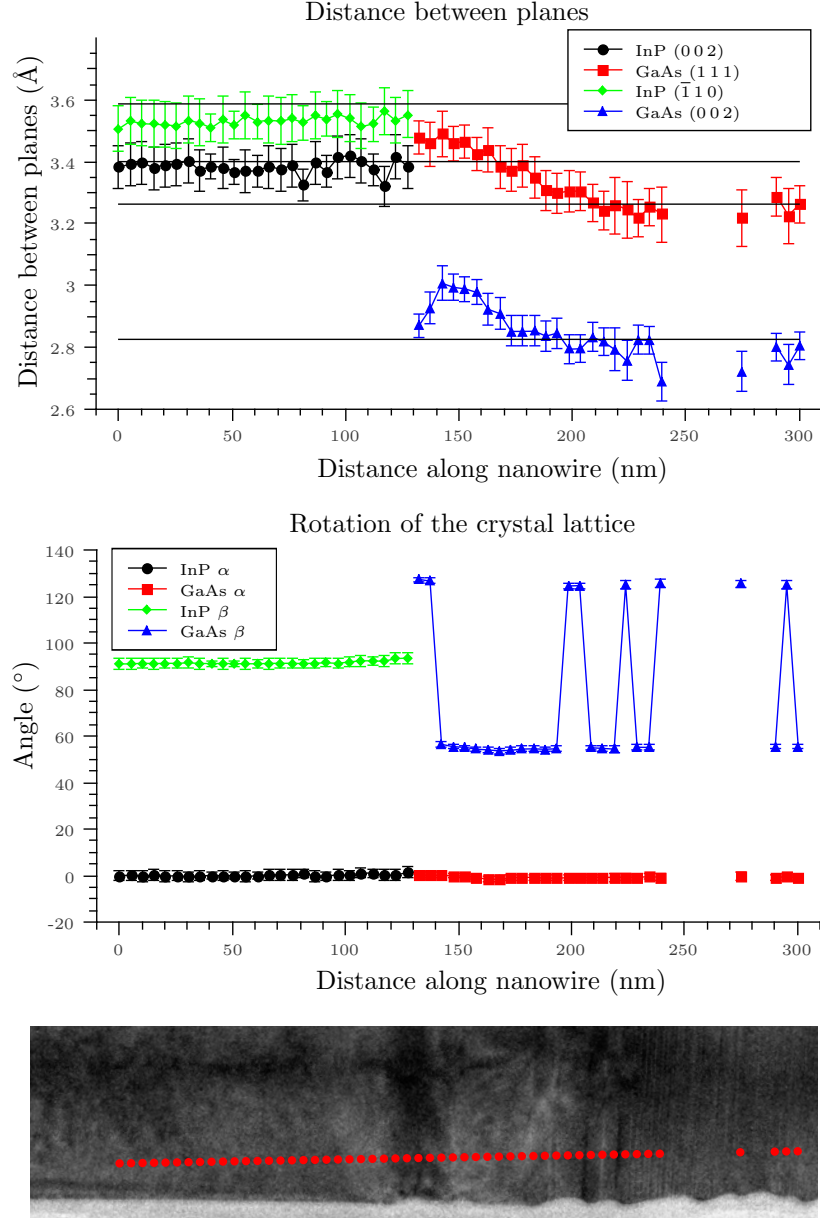 Distance between planes
Distance between planes (Å)
3.6
3.4
3.2
3
2.8
2.6
InP (0 0 2)
GaAs (1 1 1)
InP (1̅ 1 0)
GaAs (0 0 2)
0 50 100 150 200 250 300
Distance along nanowire (nm)
Rotation of the crystal lattice
Angle (°)
140
120
100
80
60
40
20
0
-20
InP α
GaAs α
InP β
GaAs β
0 50 100 150 200 250 300
Distance along nanowire (nm)